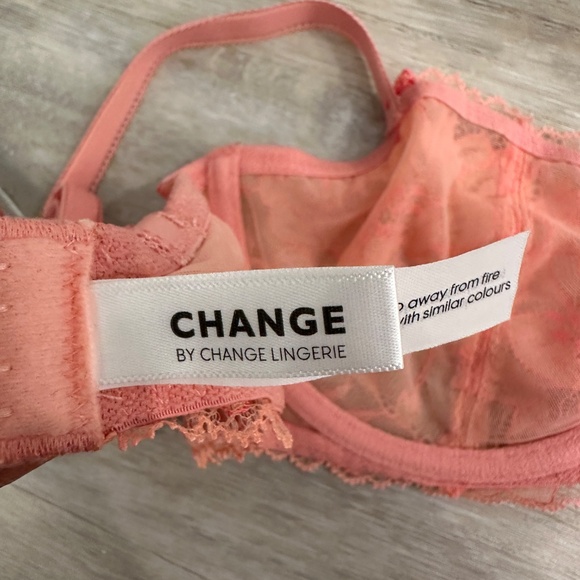 CHANGE
BY CHANGE LINGERIE
away from fire
with similar colours